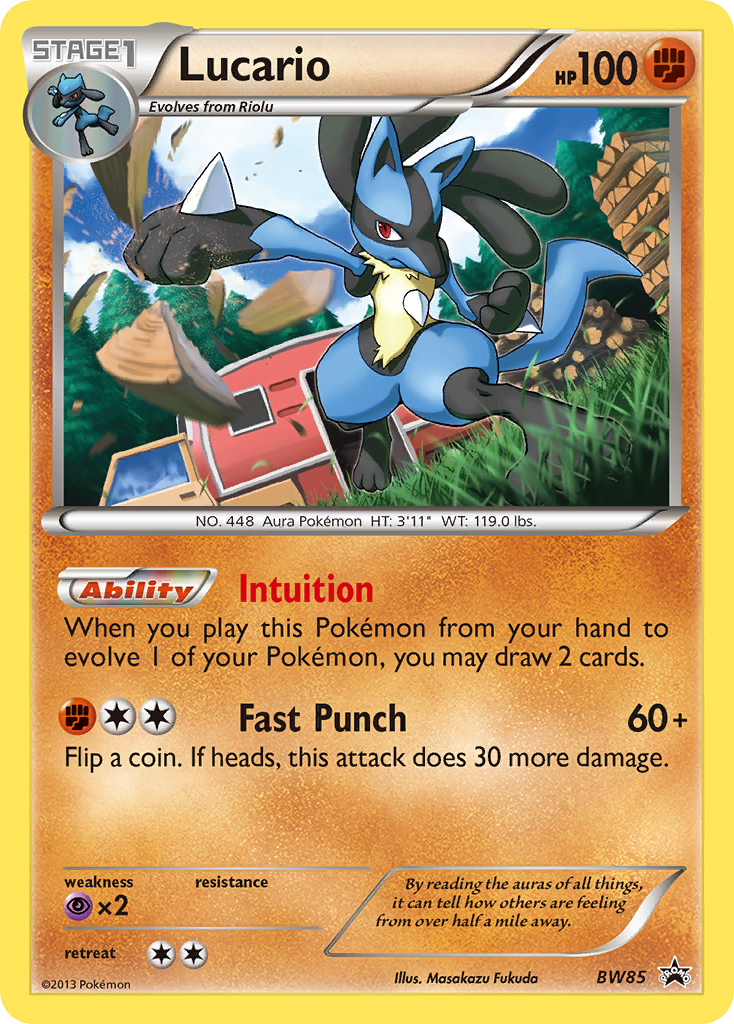 STAGE1
Lucario
HP100
Evolves from Riolu
NO. 448 Aura Pokémon HT: 3'11" WT: 119.0 lbs.
Ability Intuition
When you play this Pokémon from your hand to
evolve 1 of your Pokémon, you may draw 2 cards.
Fast Punch 60+
Flip a coin. If heads, this attack does 30 more damage.
weakness resistance
×2
retreat
By reading the auras of all things,
it can tell how others are feeling
from over half a mile away.
©2013 Pokémon
Illus. Masakazu Fukuda
BW85 PROMO